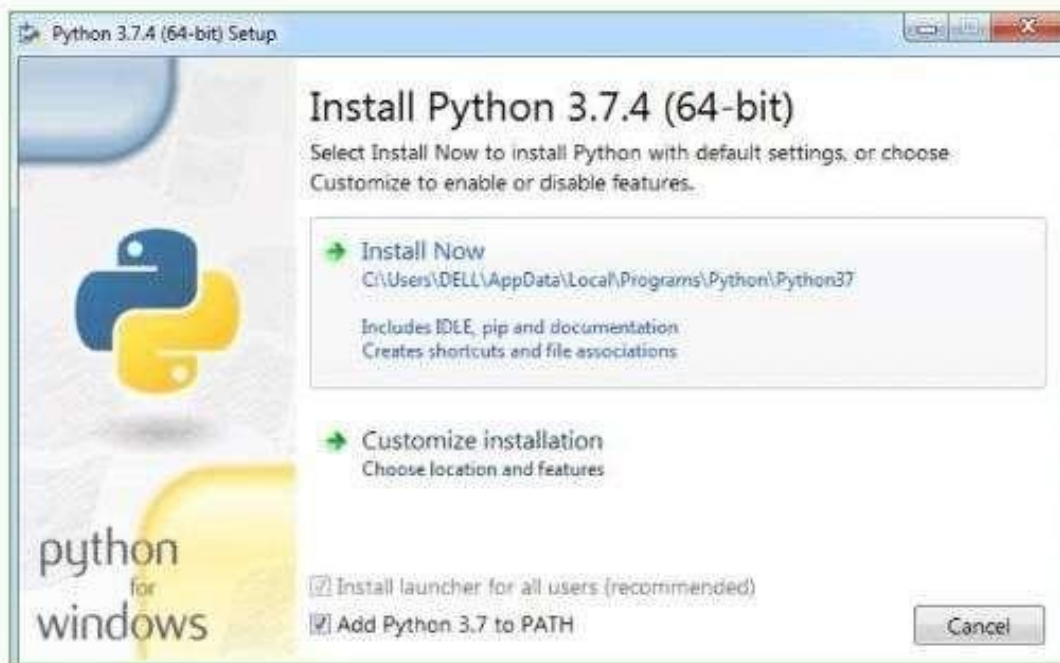 Python 3.7.4 (64-bit) Setup
Install Python 3.7.4 (64-bit)
Select Install Now to install Python with default settings, or choose
Customize to enable or disable features.
Install Now
C:\Users\DELL\AppData\Local\Programs\Python\Python37
Includes IDLE, pip and documentation
Creates shortcuts and file associations
Customize installation
Choose location and features
python
for
windows
Install launcher for all users (recommended)
Add Python 3.7 to PATH
Cancel